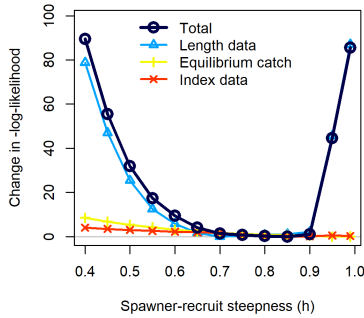 Change in -log-likelihood
100
80
60
40
20
0
Total
Length data
Equilibrium catch
Index data
0.4 0.5 0.6 0.7 0.8 0.9 1.0
Spawner-recruit steepness (h)